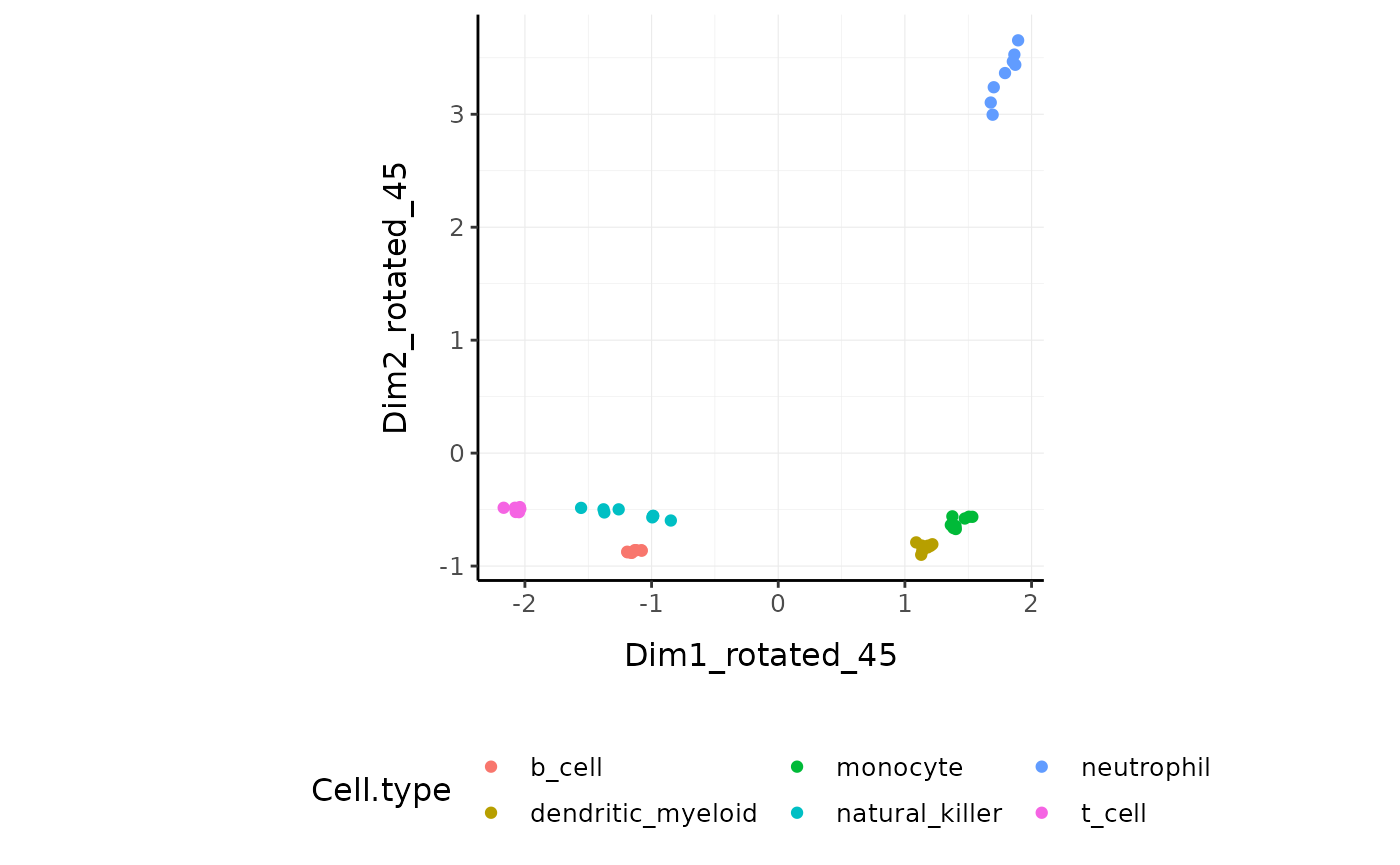 3
2
1
0
-1
Dim2_rotated_45
-2 -1 0 1 2
Dim1_rotated_45
Cell.type
b_cell monocyte neutrophil
dendritic_myeloid natural_killer t_cell